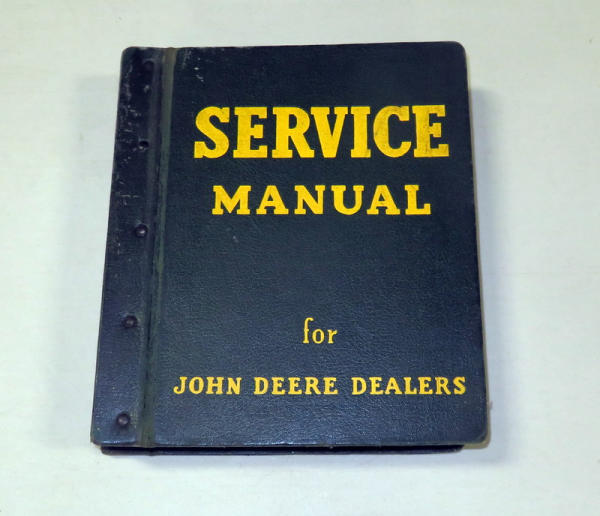 SERVICE
MANUAL
for
JOHN DEERE DEALERS